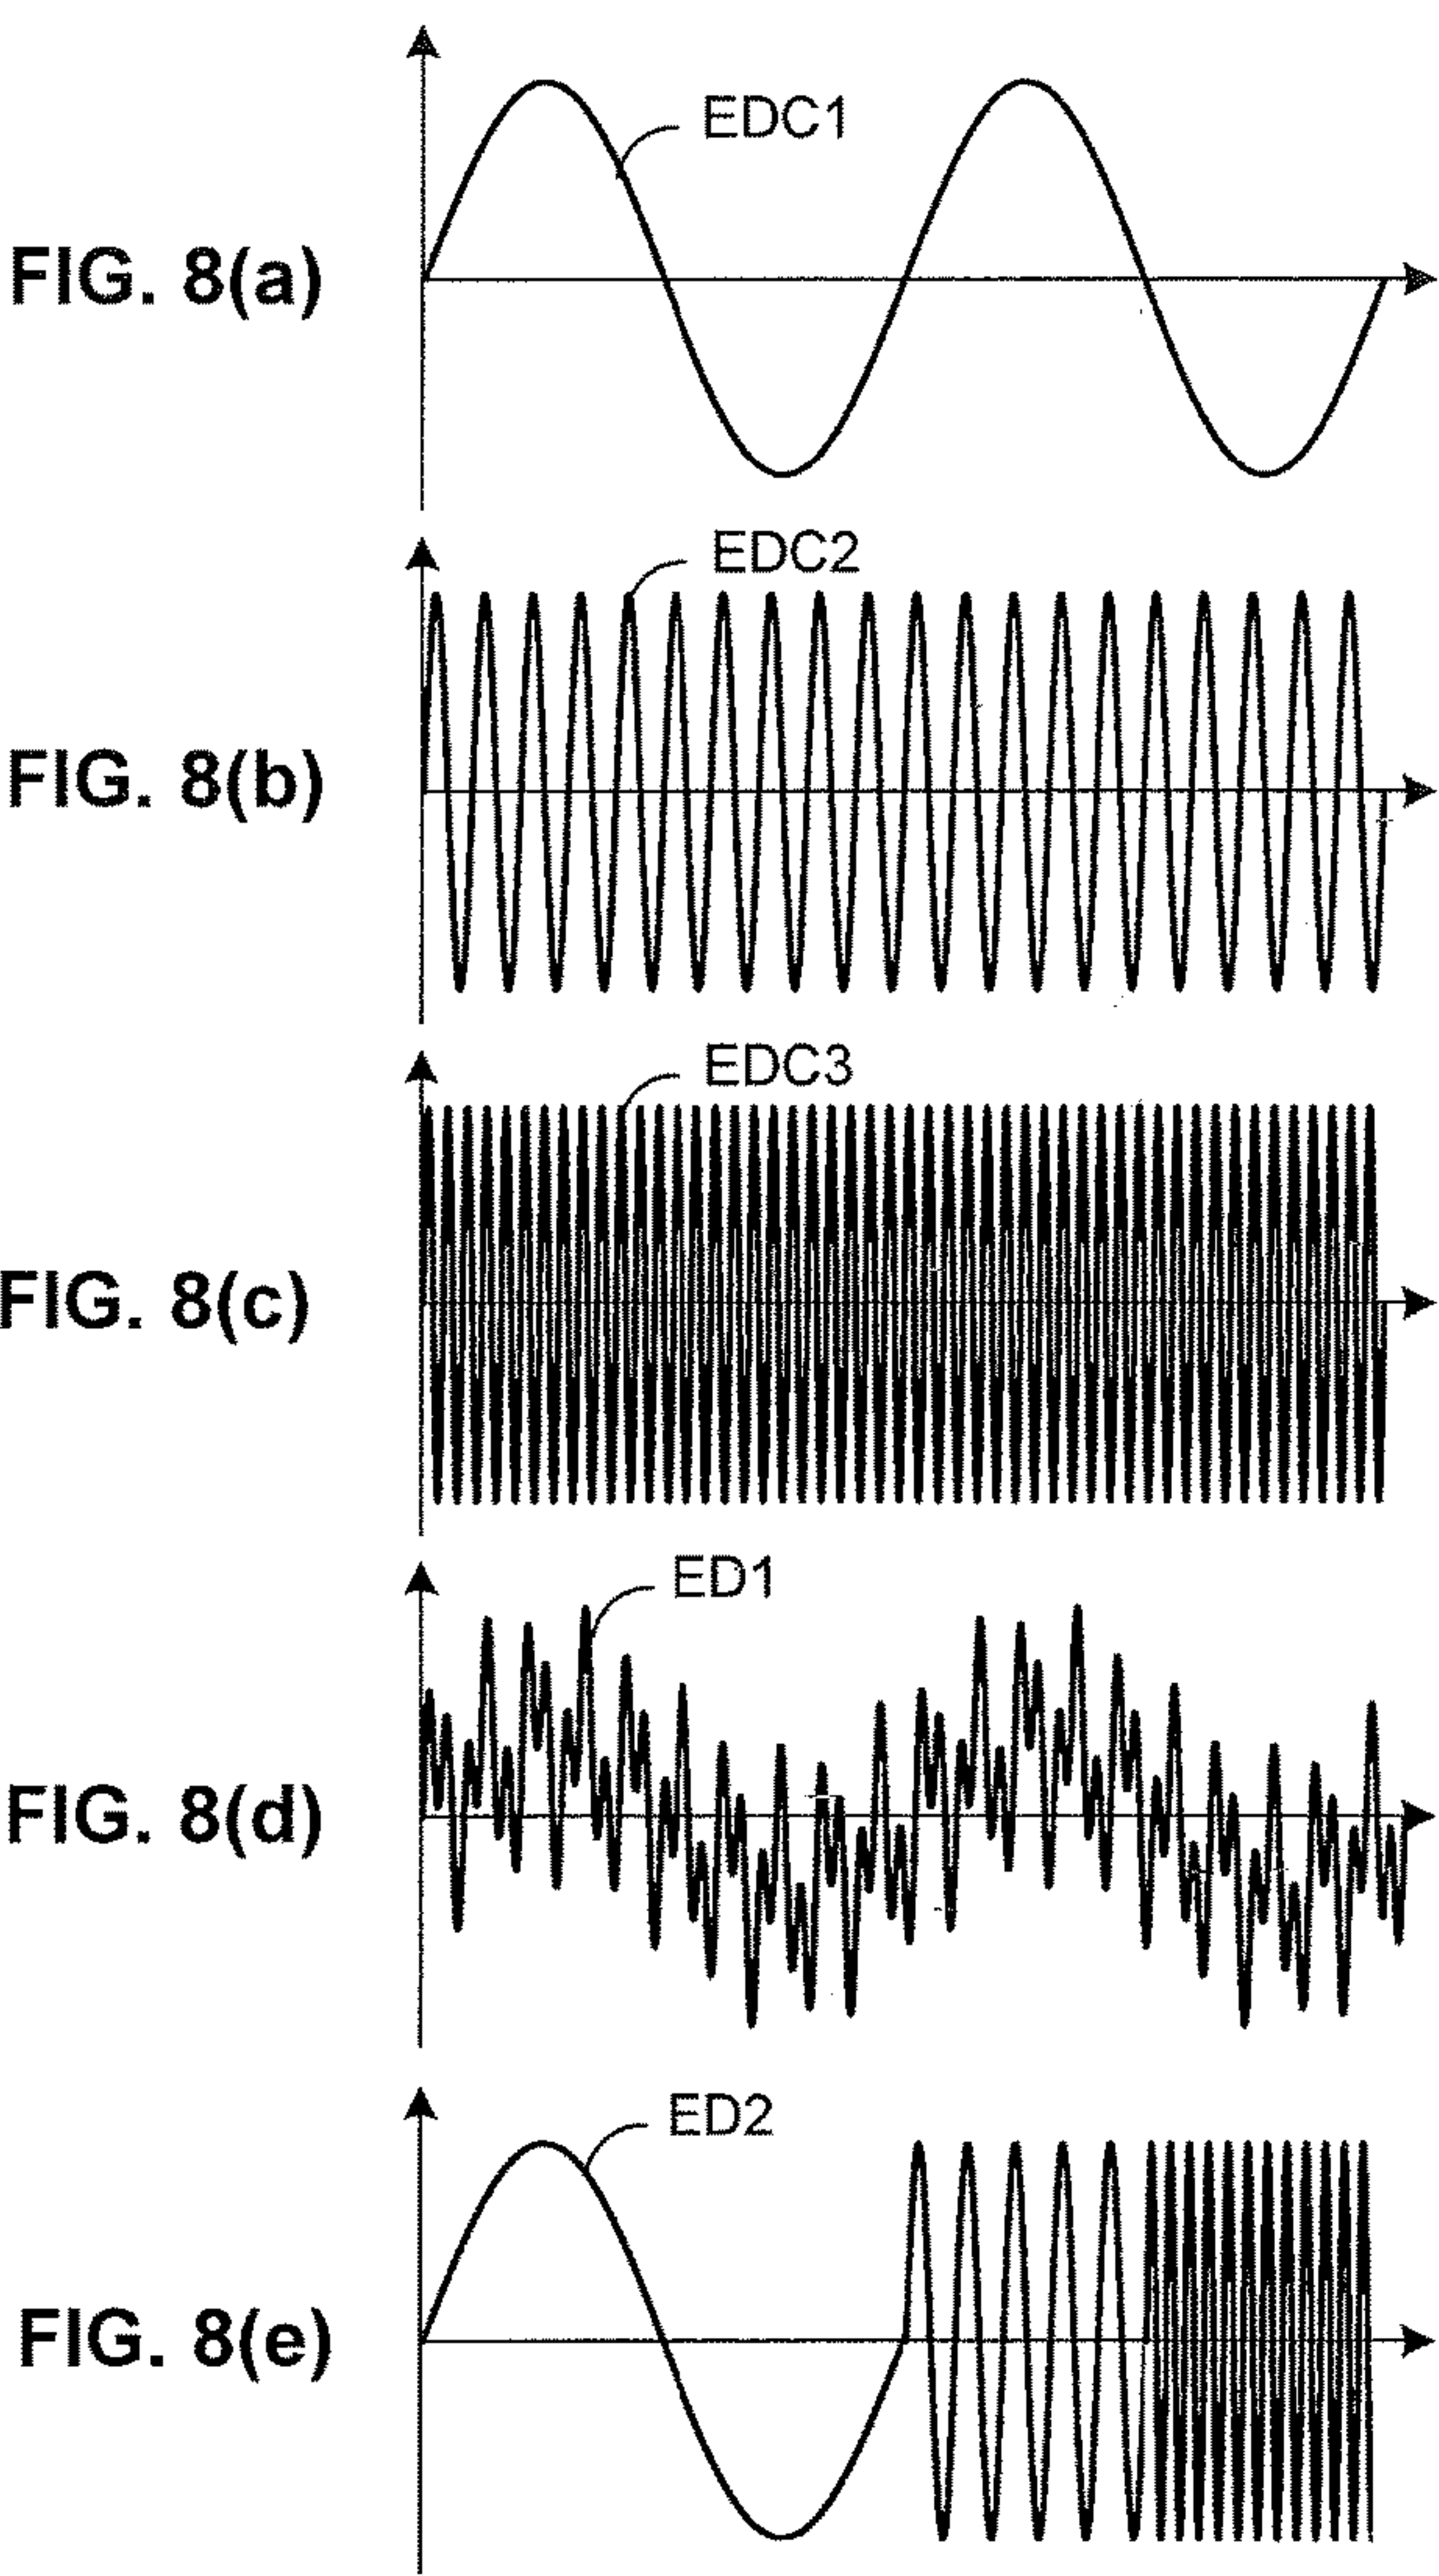 EDC1
FIG. 8(a)
EDC2
FIG. 8(b)
EDC3
FIG. 8(c)
ED1
FIG. 8(d)
ED2
FIG. 8(e)